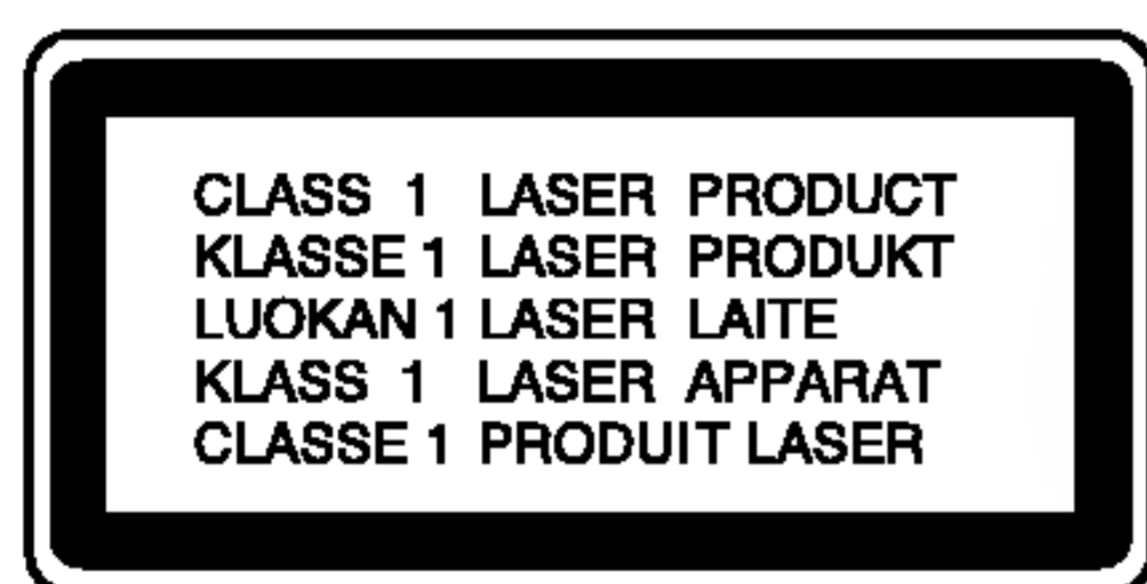 CLASS 1 LASER PRODUCT
KLASSE 1 LASER PRODUKT
LUOKAN 1 LASER LAITE
KLASS 1 LASER APPARAT
CLASSE 1 PRODUIT LASER